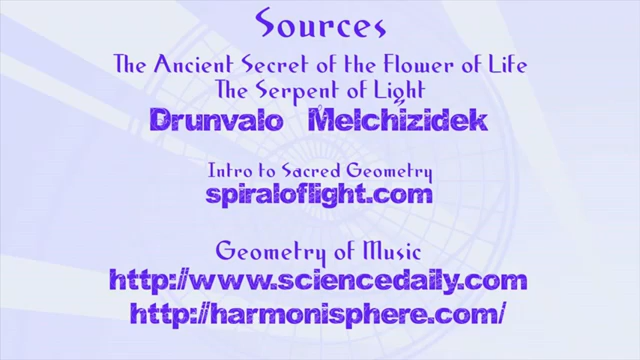 Sources
The Ancient Secret of the Flower of Life
The Serpent of Light
Drunvalo Melchizidek
Intro to Sacred Geometry
spiraloflight.com
Geometry of Music
http://www.sciencedaily.com
http://harmonisphere.com/